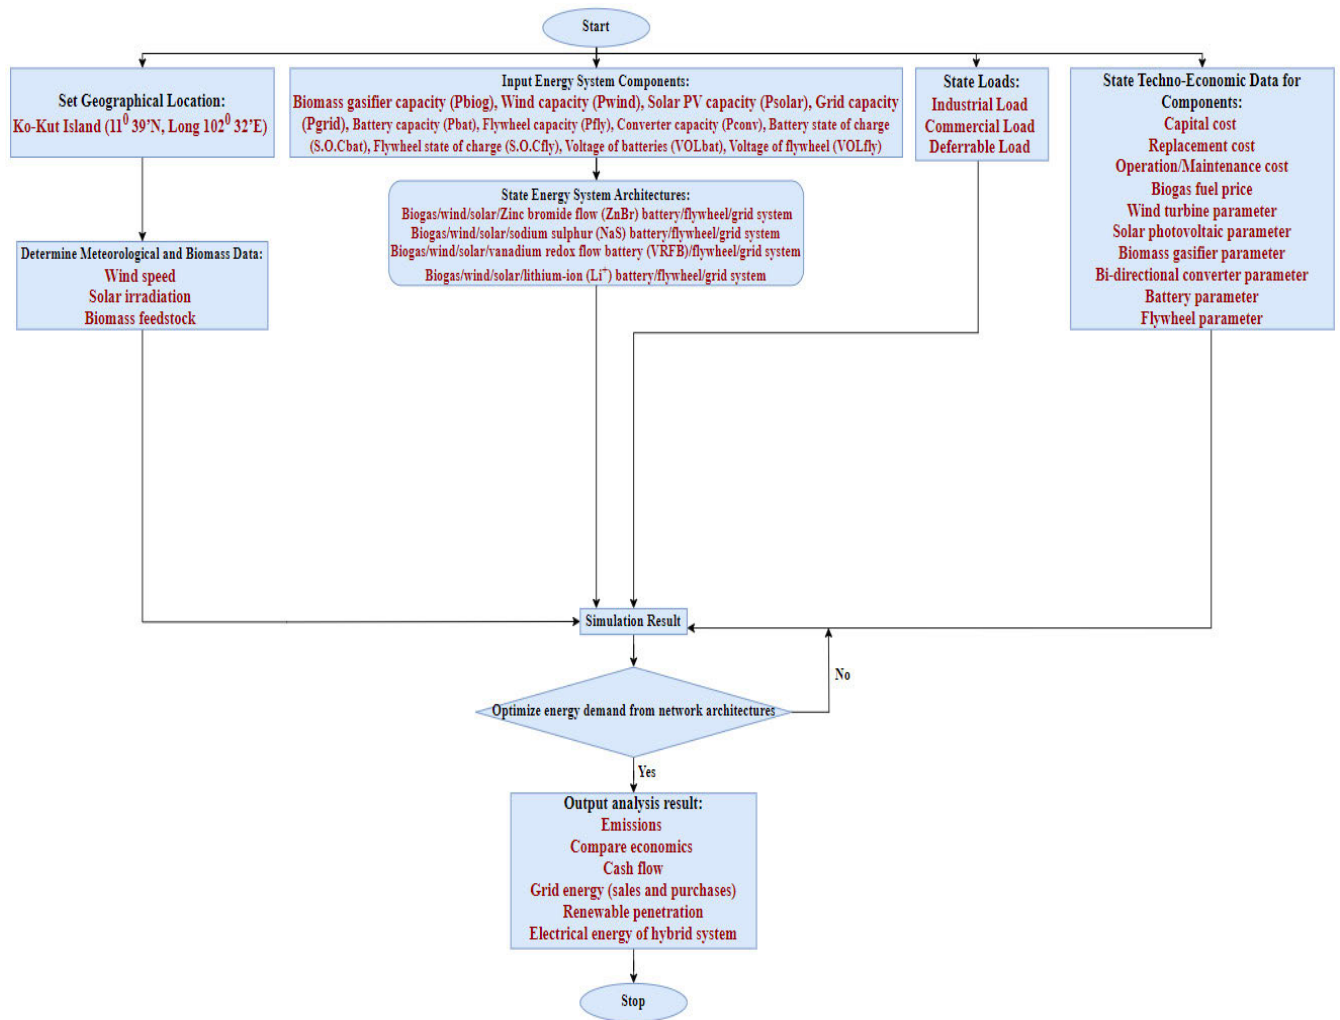 Start
Set Geographical Location:
Ko-Kut Island (11⁰ 39’N, Long 102⁰ 32’E)
Input Energy System Components:
Biomass gasifier capacity (Pbiog), Wind capacity (Pwind), Solar PV capacity (Psolar), Grid capacity
(Pgrid), Battery capacity (Pbat), Flywheel capacity (Pfly), Converter capacity (Pconv), Battery state of charge
(S.O.Cbat), Flywheel state of charge (S.O.Cfly), Voltage of batteries (VOLbat), Voltage of flywheel (VOLfly)
State Loads:
Industrial Load
Commercial Load
Deferrable Load
State Techno-Economic Data for
Components:
Capital cost
Replacement cost
Operation/Maintenance cost
Biogas fuel price
Wind turbine parameter
Solar photovoltaic parameter
Biomass gasifier parameter
Bi-directional converter parameter
Battery parameter
Flywheel parameter
State Energy System Architectures:
Biogas/wind/solar/Zinc bromide flow (ZnBr) battery/flywheel/grid system
Biogas/wind/solar/sodium sulphur (NaS) battery/flywheel/grid system
Biogas/wind/solar/vanadium redox flow battery (VRFB)/flywheel/grid system
Biogas/wind/solar/lithium-ion (Li⁺) battery/flywheel/grid system
Determine Meteorological and Biomass Data:
Wind speed
Solar irradiation
Biomass feedstock
Simulation Result
No
Optimize energy demand from network architectures
Yes
Output analysis result:
Emissions
Compare economics
Cash flow
Grid energy (sales and purchases)
Renewable penetration
Electrical energy of hybrid system
Stop